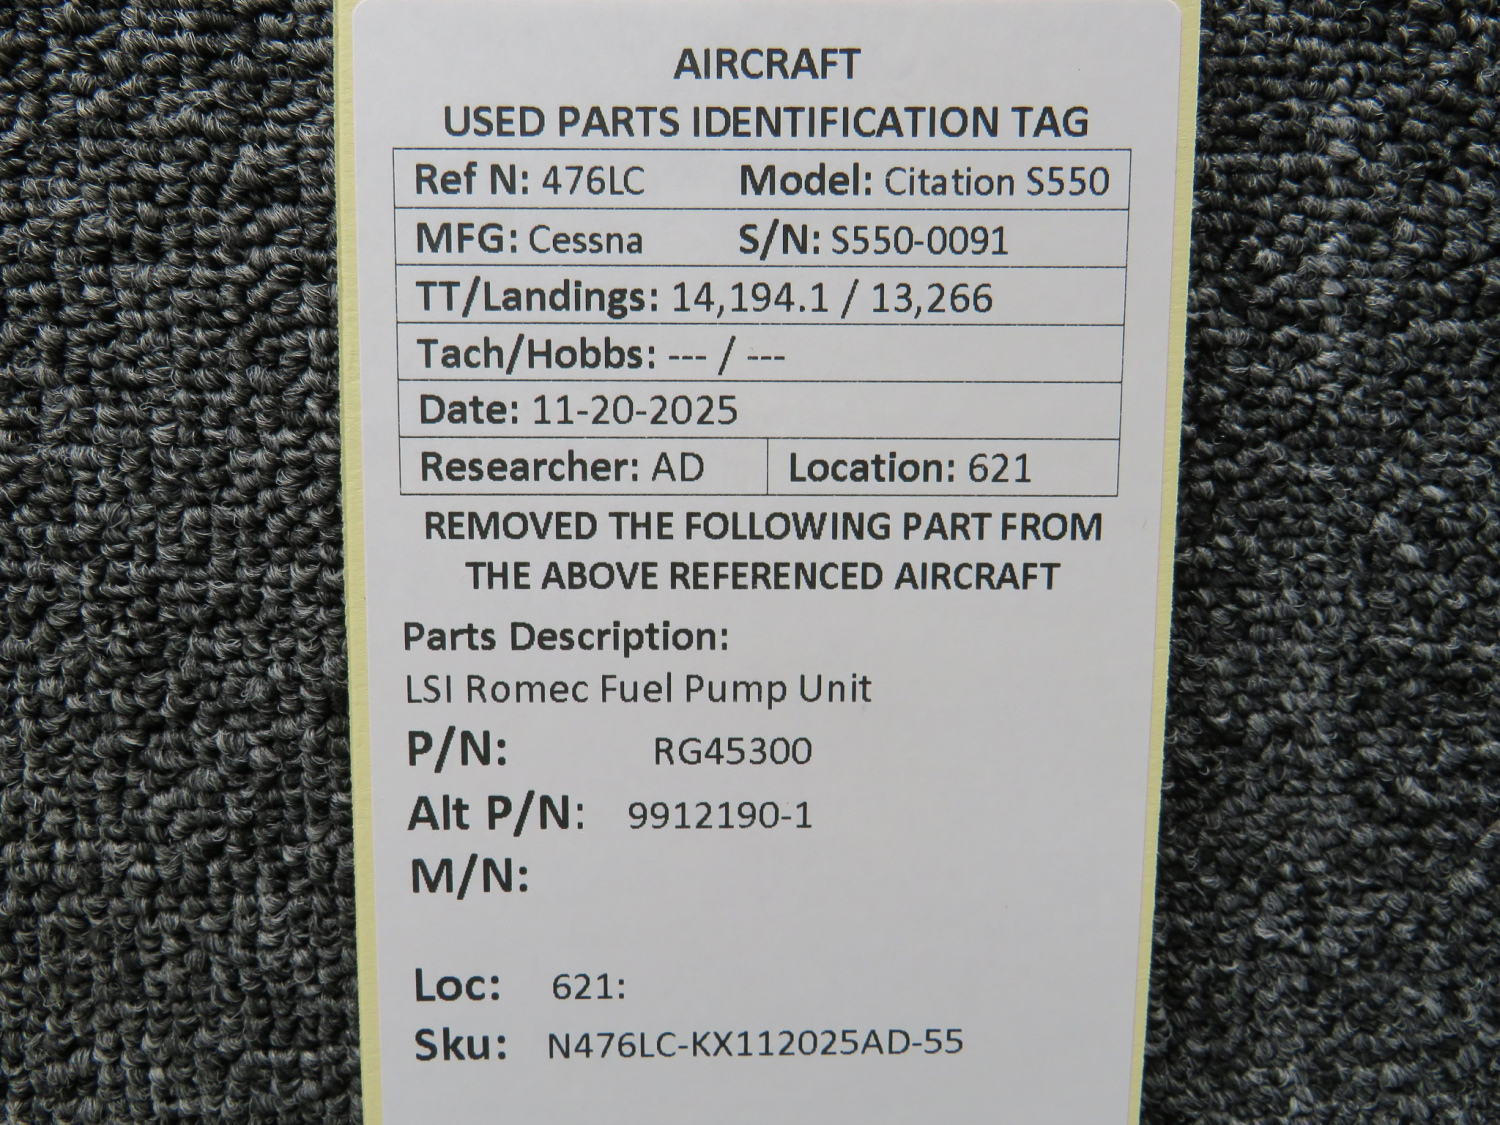 AIRCRAFT
USED PARTS IDENTIFICATION TAG
Ref N: 476LC Model: Citation S550
MFG: Cessna S/N: S550-0091
TT/Landings: 14,194.1 / 13,266
Tach/Hobbs: --- / ---
Date: 11-20-2025
Researcher: AD Location: 621
REMOVED THE FOLLOWING PART FROM
THE ABOVE REFERENCED AIRCRAFT
Parts Description:
LSI Romec Fuel Pump Unit
P/N: RG45300
Alt P/N: 9912190-1
M/N:
Loc: 621:
Sku: N476LC-KX112025AD-55